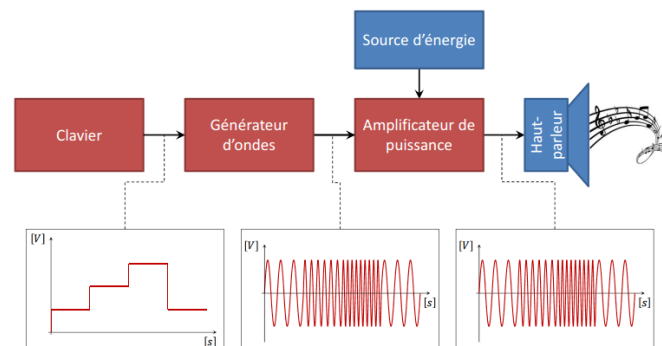 Source d'énergie
Clavier
Générateur
d'ondes
Amplificateur de
puissance
Haut-
parleur
[V]
[s]
[V]
[s]
[V]
[s]